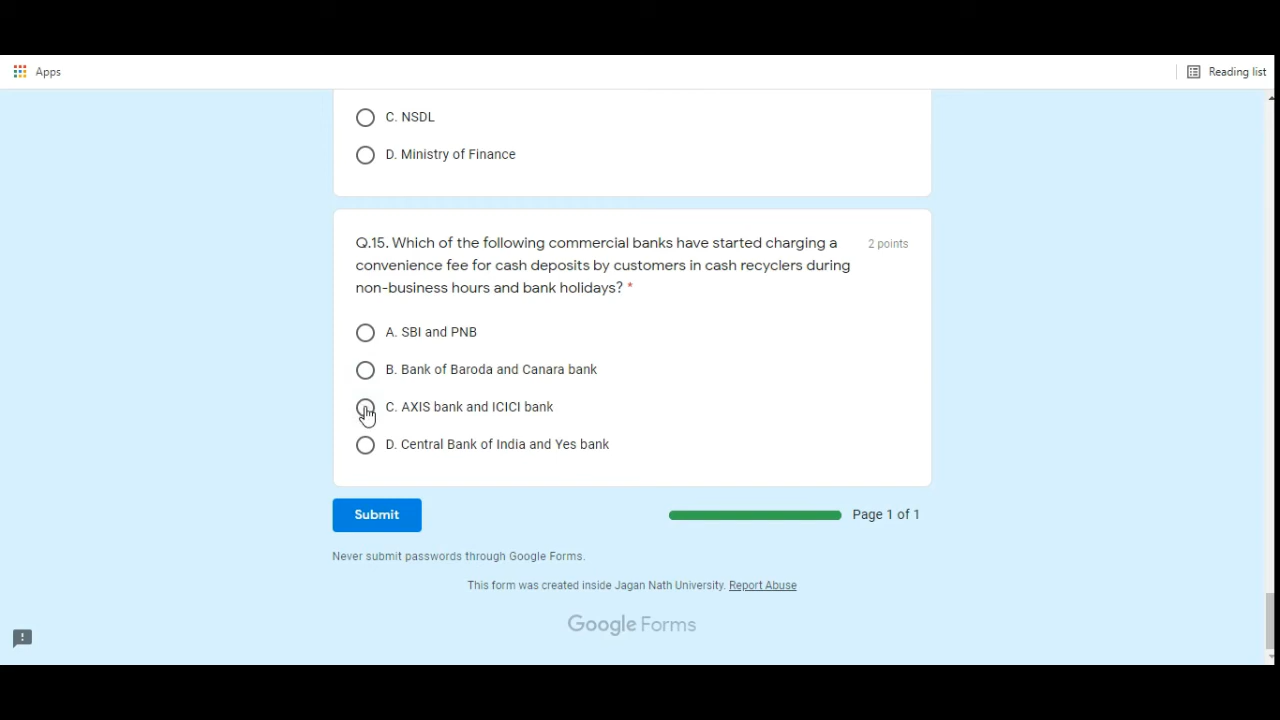 Apps
Reading list
C. NSDL
D. Ministry of Finance
Q.15. Which of the following commercial banks have started charging a
2 points
convenience fee for cash deposits by customers in cash recyclers during
non-business hours and bank holidays? *
A. SBI and PNB
B. Bank of Baroda and Canara bank
C. AXIS bank and ICICI bank
D. Central Bank of India and Yes bank
Submit
Page 1 of 1
Never submit passwords through Google Forms.
This form was created inside Jagan Nath University. Report Abuse
Google Forms